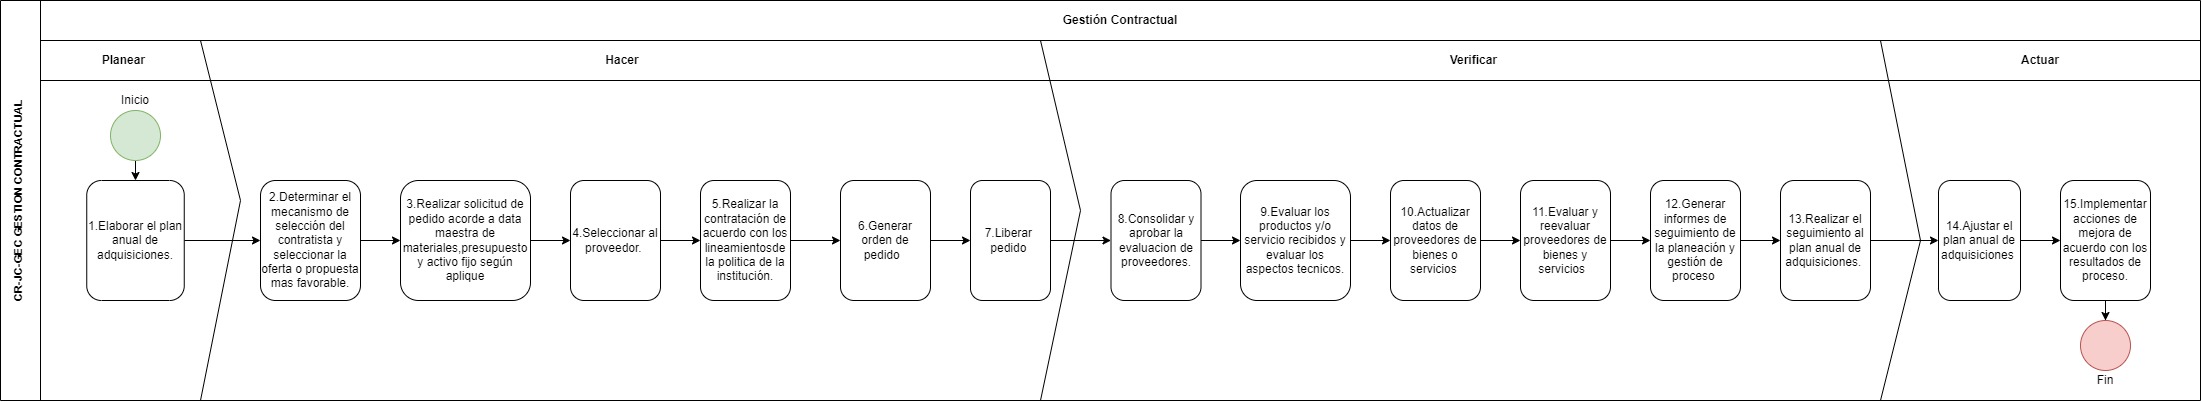 Gestión Contractual
CR-JC-GEC GESTION CONTRACTUAL
Planear
Hacer
Verificar
Actuar
Inicio
1.Elaborar el plan
anual de
adquisiciones.
2.Determinar el
mecanismo de
selección del
contratista y
seleccionar la
oferta o propuesta
mas favorable.
3.Realizar solicitud de
pedido acorde a data
maestra de
materiales,presupuesto
y activo fijo según
aplique
4.Seleccionar al
proveedor.
5.Realizar la
contratación de
acuerdo con los
lineamientosde
la politica de la
institución.
6.Generar
orden de
pedido
7.Liberar
pedido
8.Consolidar y
aprobar la
evaluacion de
proveedores.
9.Evaluar los
productos y/o
servicio recibidos y
evaluar los
aspectos tecnicos.
10.Actualizar
datos de
proveedores de
bienes o
servicios
11.Evaluar y
reevaluar
proveedores de
bienes y
servicios
12.Generar
informes de
seguimiento de
la planeación y
gestión de
proceso
13.Realizar el
seguimiento al
plan anual de
adquisiciones.
14.Ajustar el
plan anual de
adquisiciones
15.Implementar
acciones de
mejora de
acuerdo con los
resultados de
proceso.
Fin